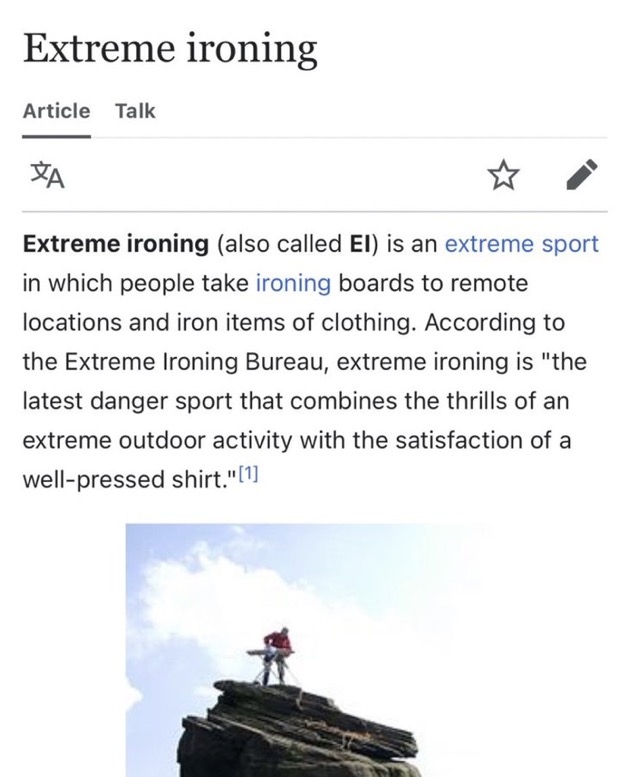 Extreme ironing
Article Talk
文A
Extreme ironing (also called EI) is an extreme sport
in which people take ironing boards to remote
locations and iron items of clothing. According to
the Extreme Ironing Bureau, extreme ironing is "the
latest danger sport that combines the thrills of an
extreme outdoor activity with the satisfaction of a
well-pressed shirt."[1]